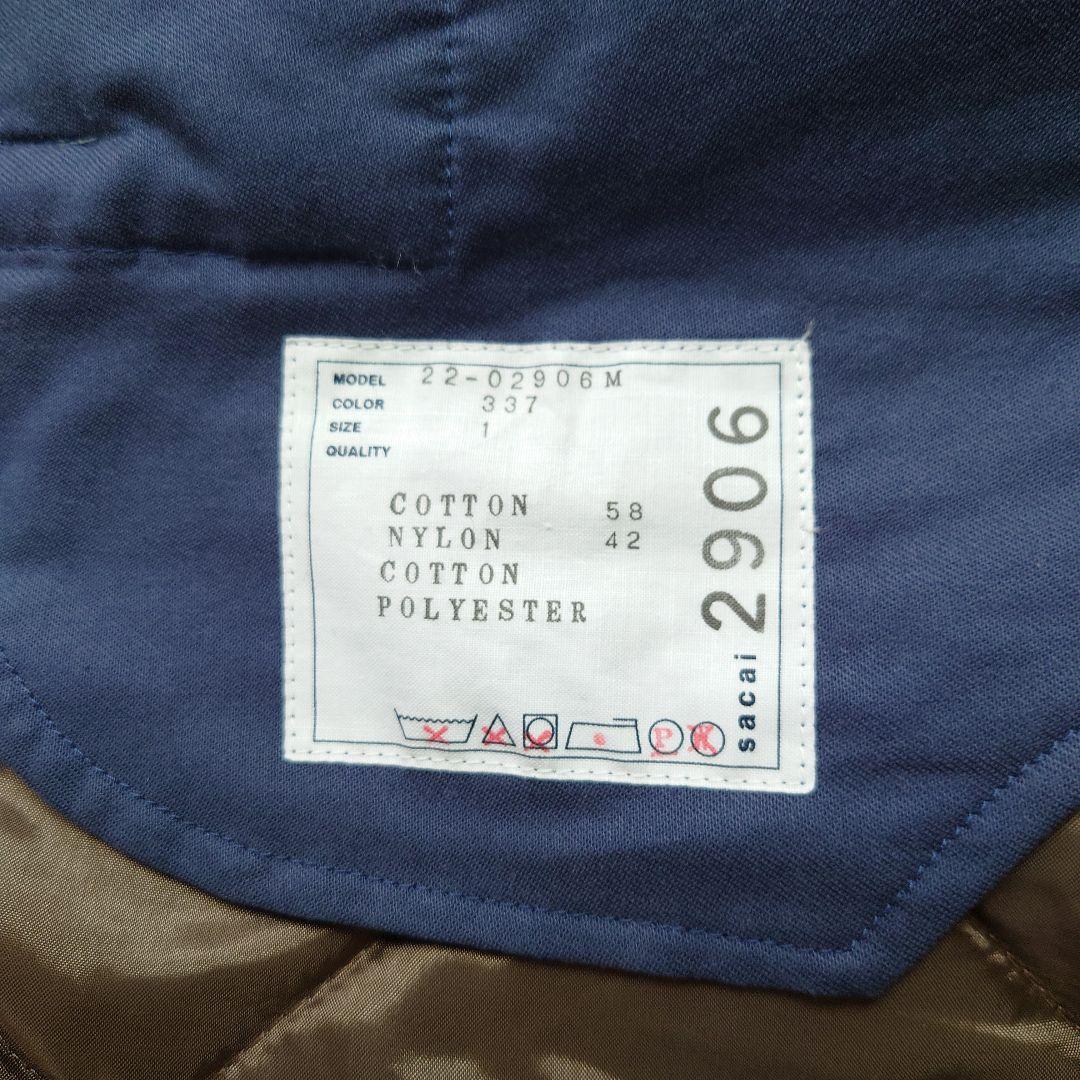 MODEL 22-02906M
COLOR 337
SIZE 1
QUALITY
COTTON 58
NYLON 42
COTTON
POLYESTER
P
sacai 2906